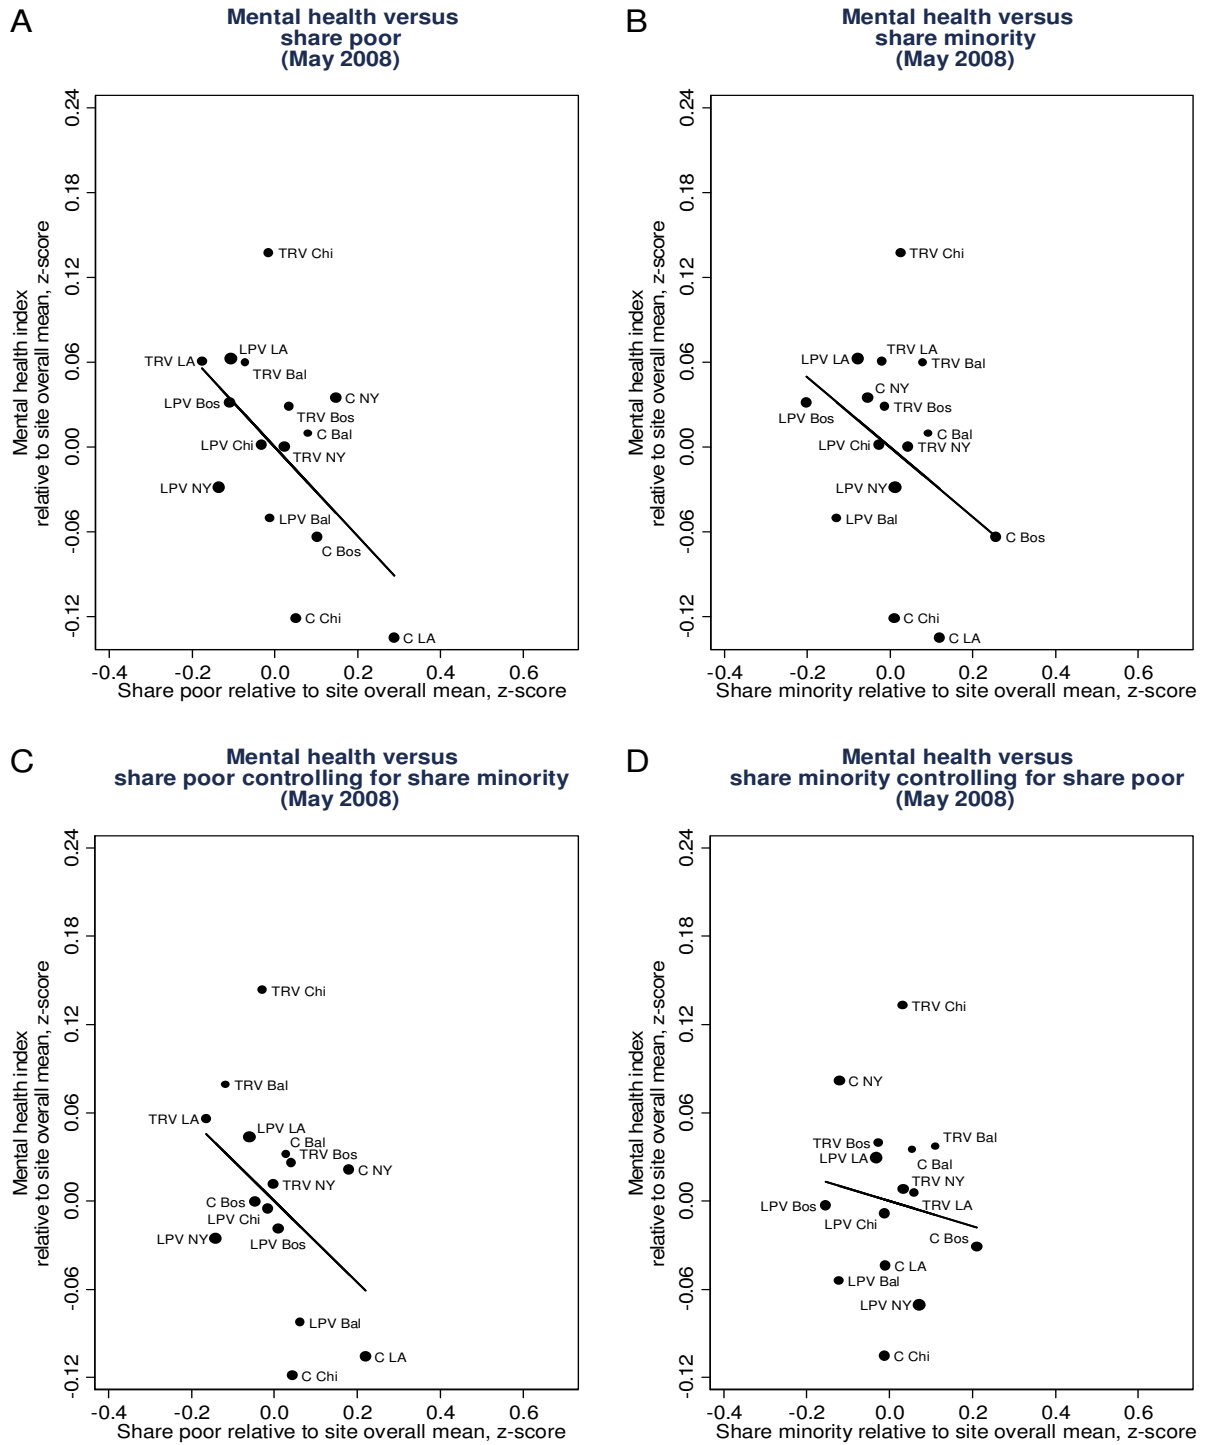 A
Mental health versus
share poor
(May 2008)
Mental health index
relative to site overall mean, z-score
0.24
0.18
0.12
0.06
0.00
-0.06
-0.12
TRV Chi
LPV LA
TRV LA
TRV Bal
C NY
LPV Bos
TRV Bos
C Bal
LPV Chi
TRV NY
LPV NY
LPV Bal
C Bos
C Chi
C LA
-0.4 -0.2 0.0 0.2 0.4 0.6
Share poor relative to site overall mean, z-score
B
Mental health versus
share minority
(May 2008)
Mental health index
relative to site overall mean, z-score
0.24
0.18
0.12
0.06
0.00
-0.06
-0.12
TRV Chi
TRV LA
LPV LA
TRV Bal
C NY
TRV Bos
LPV Bos
C Bal
LPV Chi
TRV NY
LPV NY
LPV Bal
C Bos
C Chi
C LA
-0.4 -0.2 0.0 0.2 0.4 0.6
Share minority relative to site overall mean, z-score
C
Mental health versus
share poor controlling for share minority
(May 2008)
Mental health index
relative to site overall mean, z-score
0.24
0.18
0.12
0.06
0.00
-0.06
-0.12
TRV Chi
TRV Bal
TRV LA
LPV LA
C Bal
TRV Bos
C NY
TRV NY
C Bos
LPV Chi
LPV NY
LPV Bos
LPV Bal
C LA
C Chi
-0.4 -0.2 0.0 0.2 0.4 0.6
Share poor relative to site overall mean, z-score
D
Mental health versus
share minority controlling for share poor
(May 2008)
Mental health index
relative to site overall mean, z-score
0.24
0.18
0.12
0.06
0.00
-0.06
-0.12
TRV Chi
C NY
TRV Bos
TRV Bal
LPV LA
C Bal
TRV NY
LPV Bos
TRV LA
LPV Chi
C Bos
C LA
LPV Bal
LPV NY
C Chi
-0.4 -0.2 0.0 0.2 0.4 0.6
Share minority relative to site overall mean, z-score